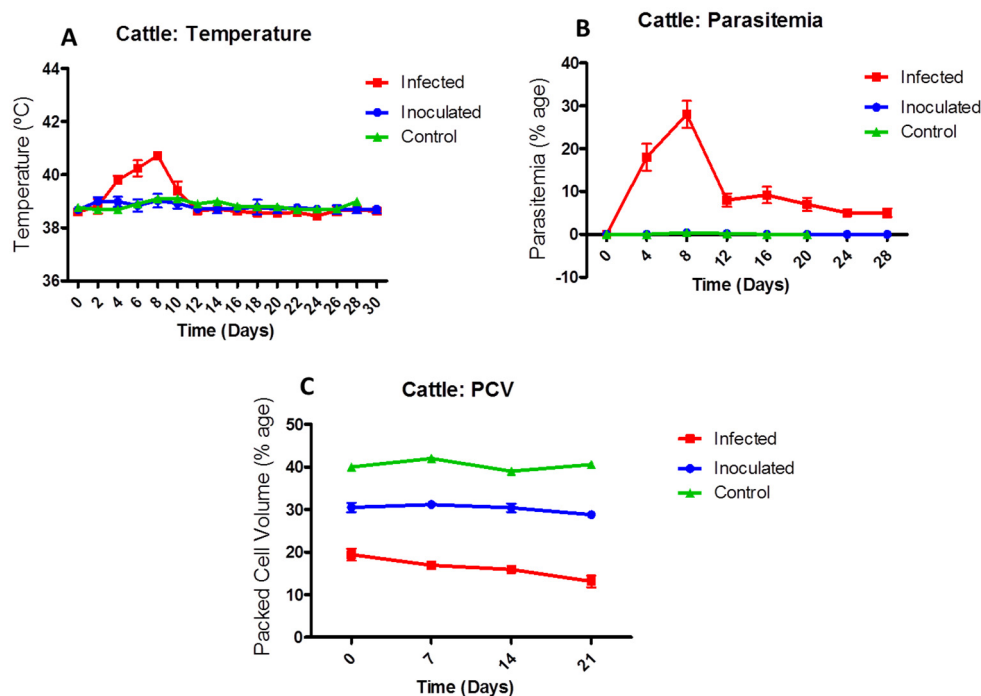 A
Cattle: Temperature
Temperature (ºC)
44
42
40
38
36
0 2 4 6 8 10 12 14 16 18 20 22 24 26 28 30
Time (Days)
Infected
Inoculated
Control
B
Cattle: Parasitemia
Parasitemia (% age)
40
30
20
10
0
-10
0 4 8 12 16 20 24 28
Time (Days)
Infected
Inoculated
Control
C
Cattle: PCV
Packed Cell Volume (% age)
50
40
30
20
10
0
0 7 14 21
Time (Days)
Infected
Inoculated
Control